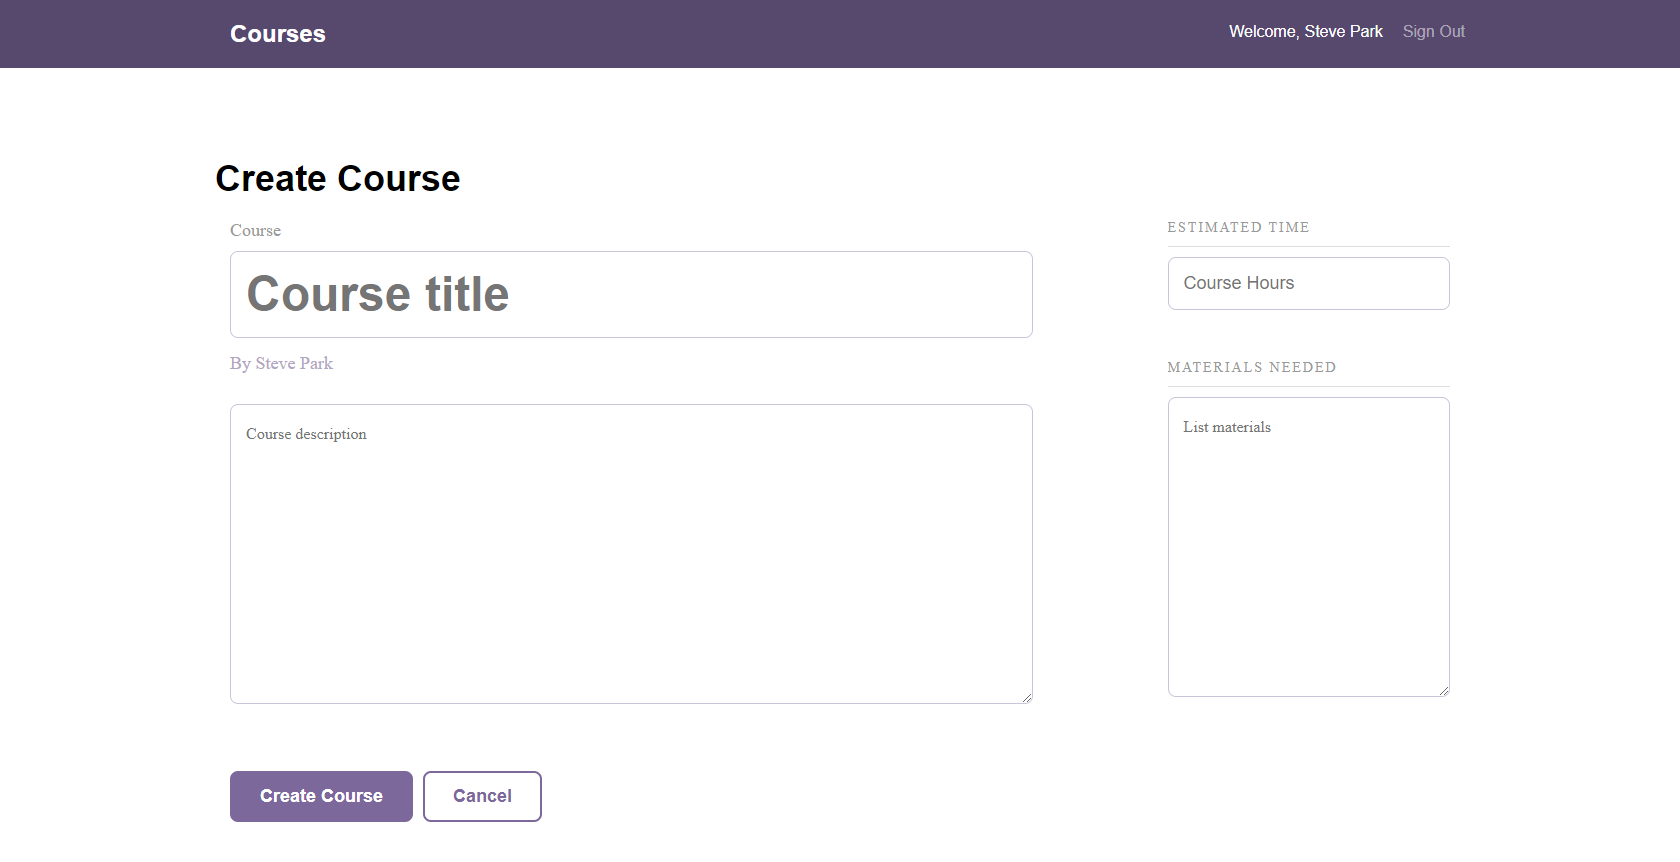 Courses
Welcome, Steve Park Sign Out
Create Course
Course
Course title
By Steve Park
Course description
ESTIMATED TIME
Course Hours
MATERIALS NEEDED
List materials
Create Course
Cancel